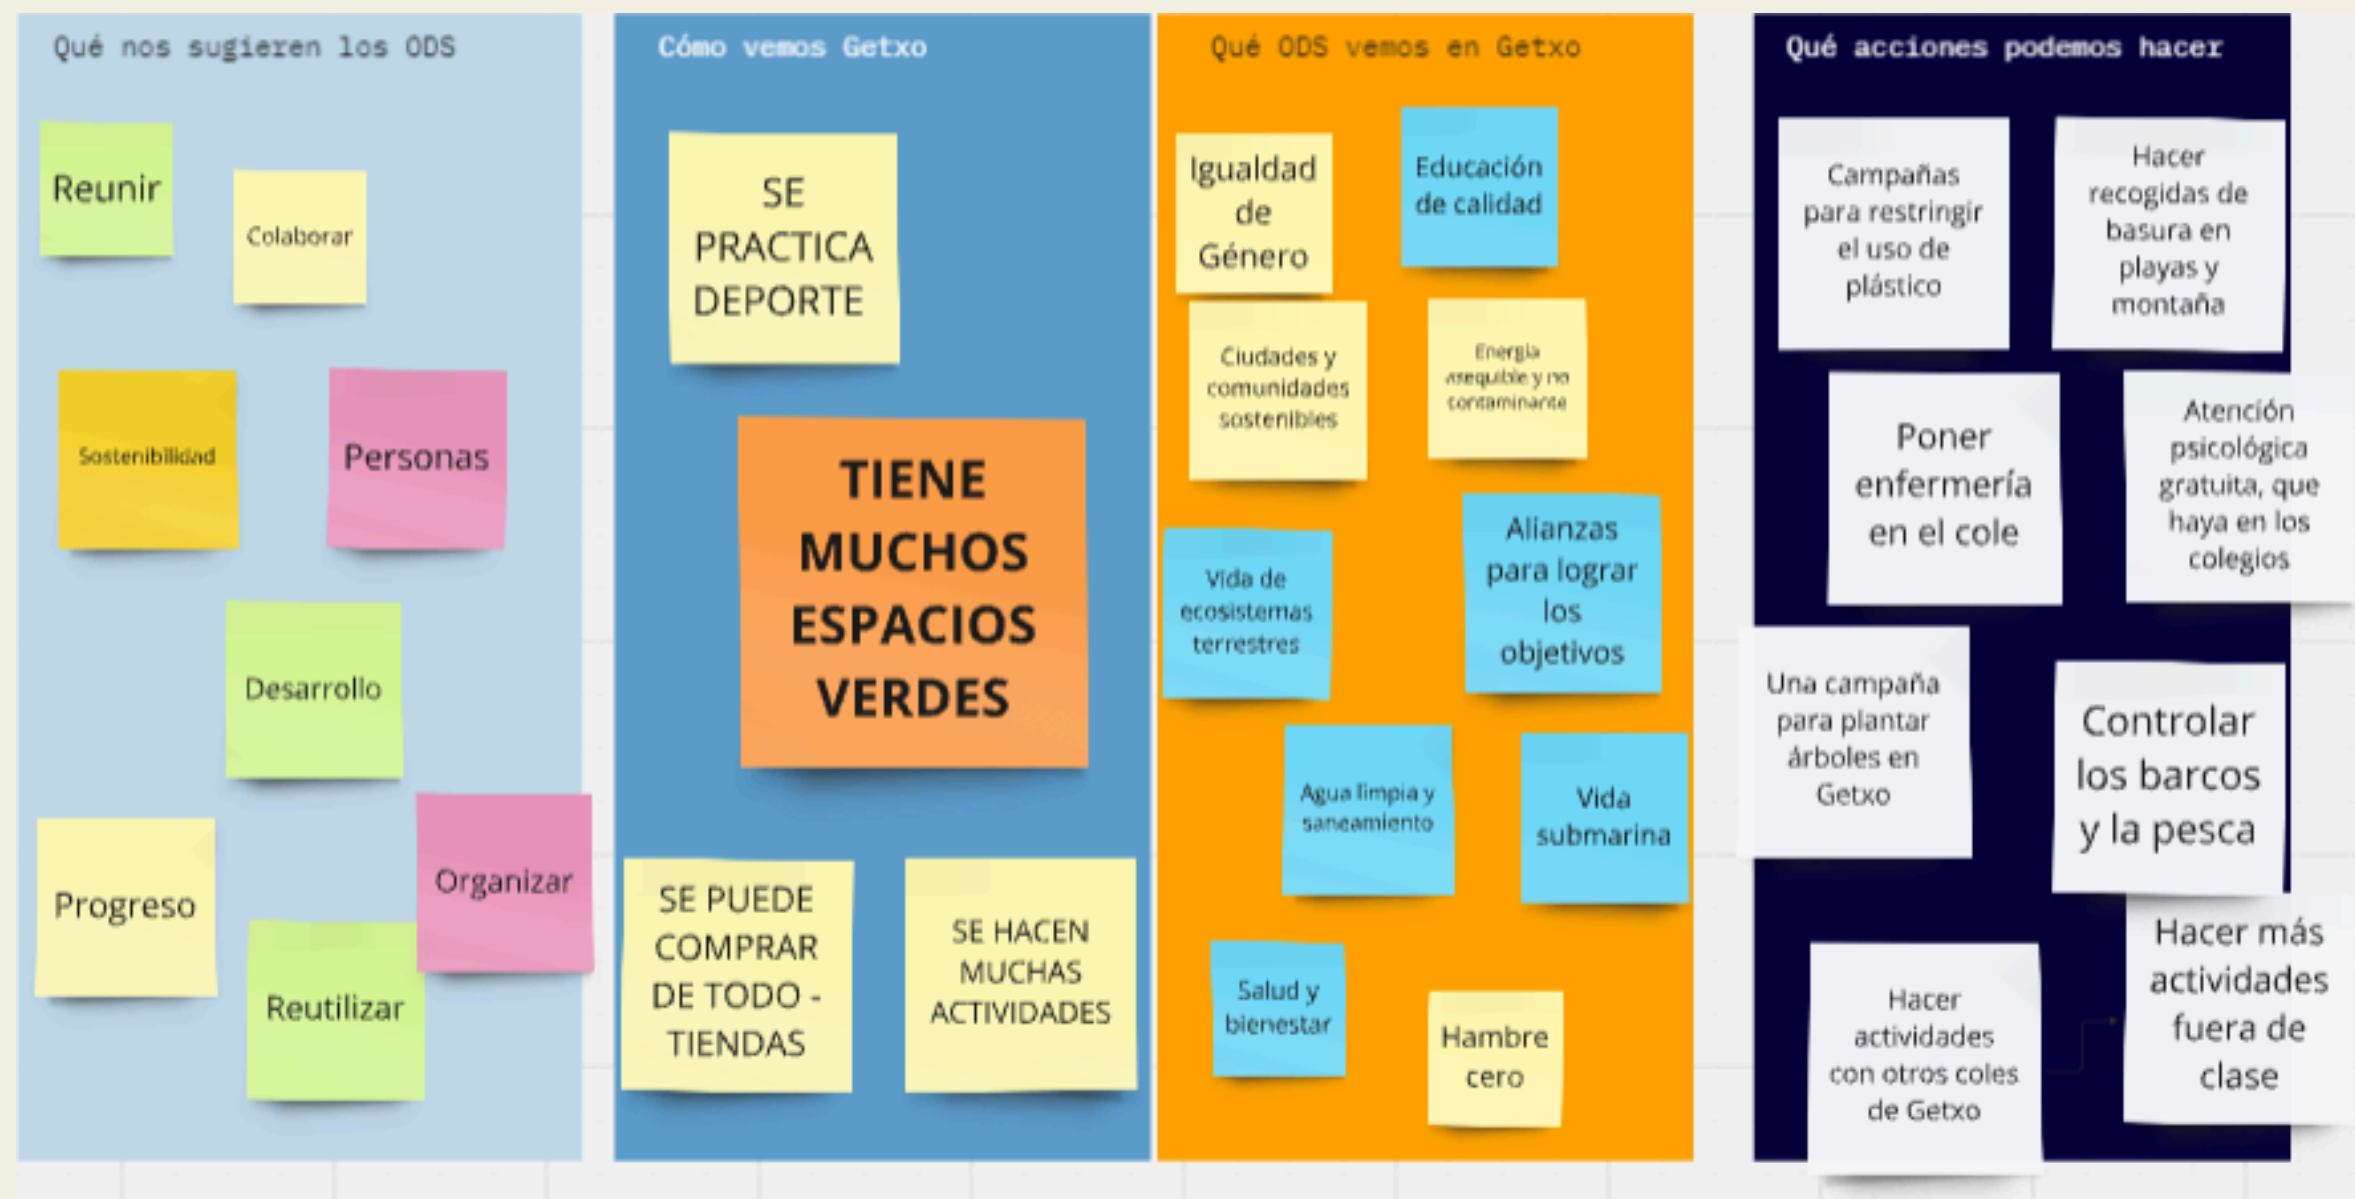 Qué nos sugieren los ODS
Reunir
Colaborar
Sostenibilidad
Personas
Desarrollo
Progreso
Organizar
Reutilizar
Cómo vemos Getxo
SE
PRACTICA
DEPORTE
TIENE
MUCHOS
ESPACIOS
VERDES
SE PUEDE
COMPRAR
DE TODO -
TIENDAS
SE HACEN
MUCHAS
ACTIVIDADES
Qué ODS vemos en Getxo
Igualdad
de
Género
Educación
de calidad
Ciudades y
comunidades
sostenibles
Energía
asequible y no
contaminante
Vida de
ecosistemas
terrestres
Alianzas
para lograr
los
objetivos
Agua limpia y
saneamiento
Vida
submarina
Salud y
bienestar
Hambre
cero
Qué acciones podemos hacer
Campañas
para restringir
el uso de
plástico
Hacer
recogidas de
basura en
playas y
montaña
Poner
enfermería
en el cole
Atención
psicológica
gratuita, que
haya en los
colegios
Una campaña
para plantar
árboles en
Getxo
Controlar
los barcos
y la pesca
Hacer
actividades
con otros coles
de Getxo
Hacer más
actividades
fuera de
clase